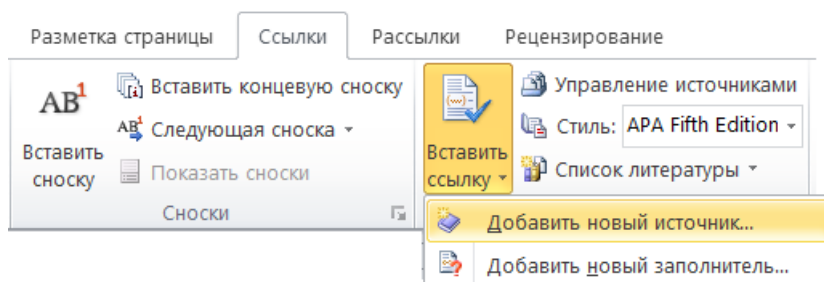 Разметка страницы Ссылки Рассылки Рецензирование
AB1
Вставить сноску
Вставить концевую сноску
AB1 Следующая сноска
Показать сноски
Сноски
Вставить ссылку
Управление источниками
Стиль: APA Fifth Edition
Список литературы
Добавить новый источник...
Добавить новый заполнитель...